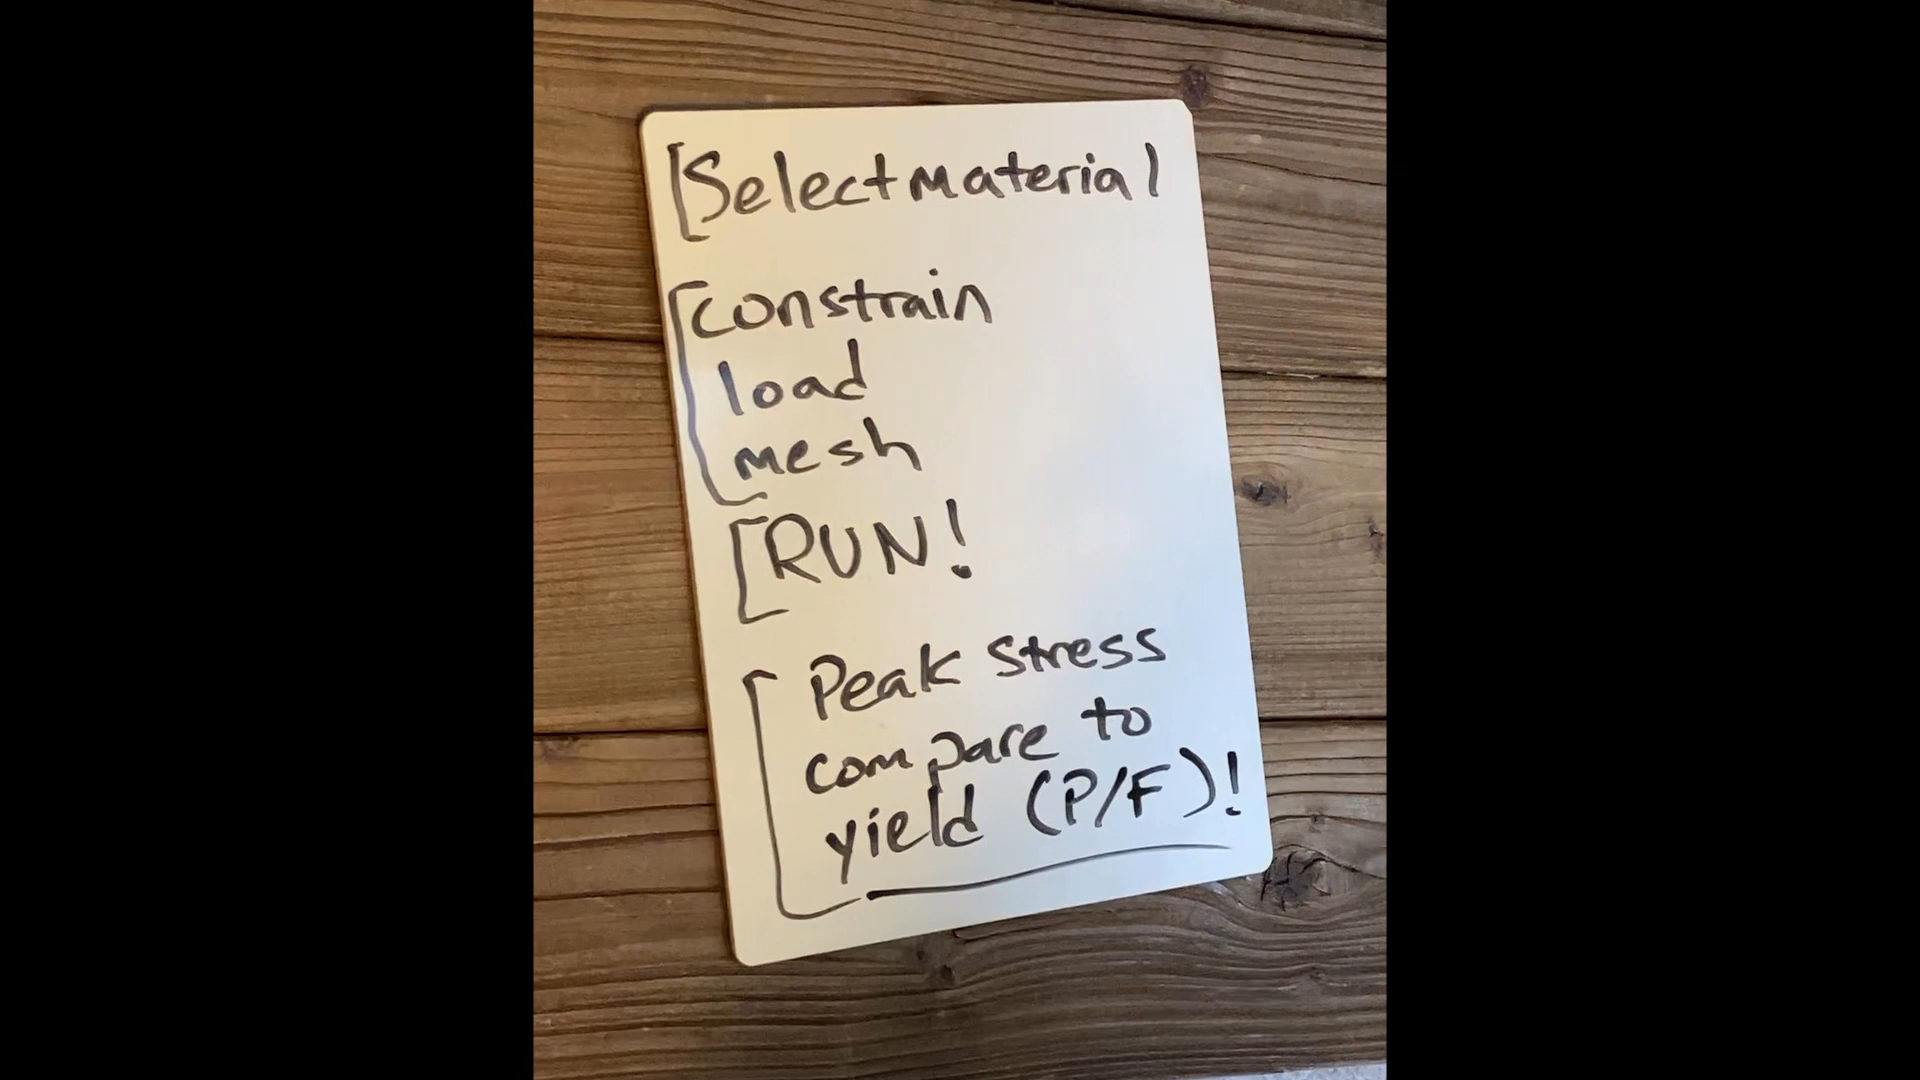 [Select material
[constrain
load
mesh
[RUN!
[Peak stress
compare to
yield (P/F)!